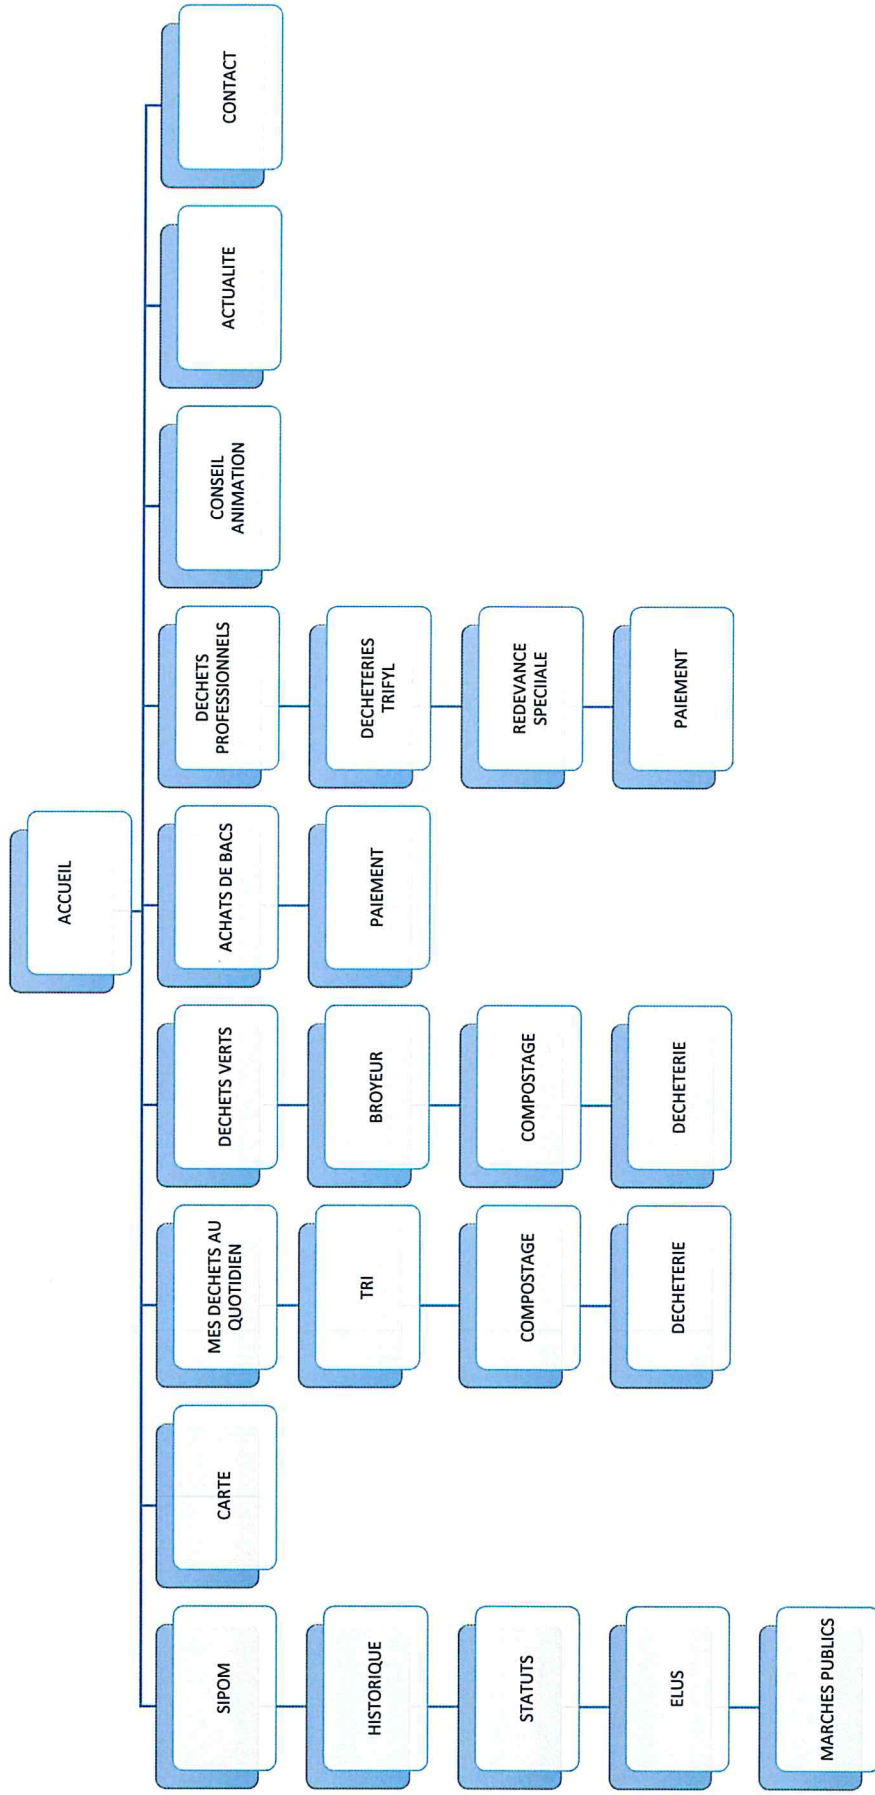 ACCUEIL
SIPOM
HISTORIQUE
STATUTS
ELUS
MARCHES PUBLICS
CARTE
MES DECHETS AU
QUOTIDIEN
TRI
COMPOSTAGE
DECHETERIE
DECHETS VERTS
BROYEUR
COMPOSTAGE
DECHETERIE
ACHATS DE BACS
PAIEMENT
DECHETS
PROFESSIONNELS
DECHETERIES
TRIFYL
REDEVANCE
SPECIIALE
PAIEMENT
CONSEIL
ANIMATION
ACTUALITE
CONTACT